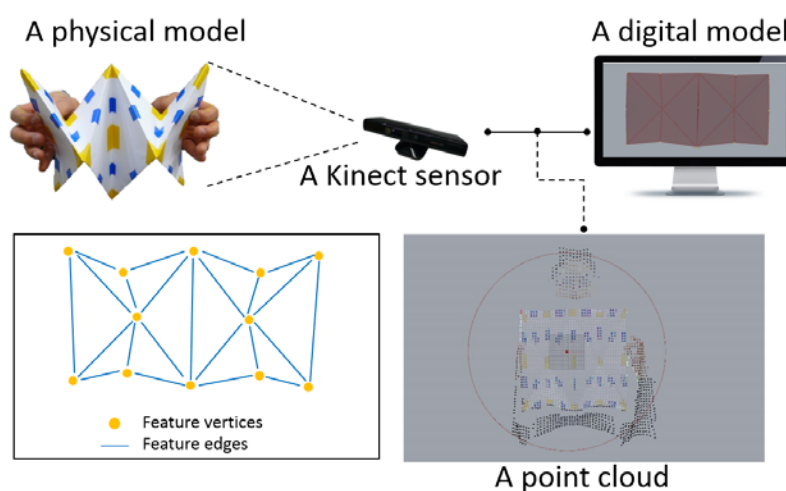 A physical model
A digital model
A Kinect sensor
Feature vertices
Feature edges
A point cloud